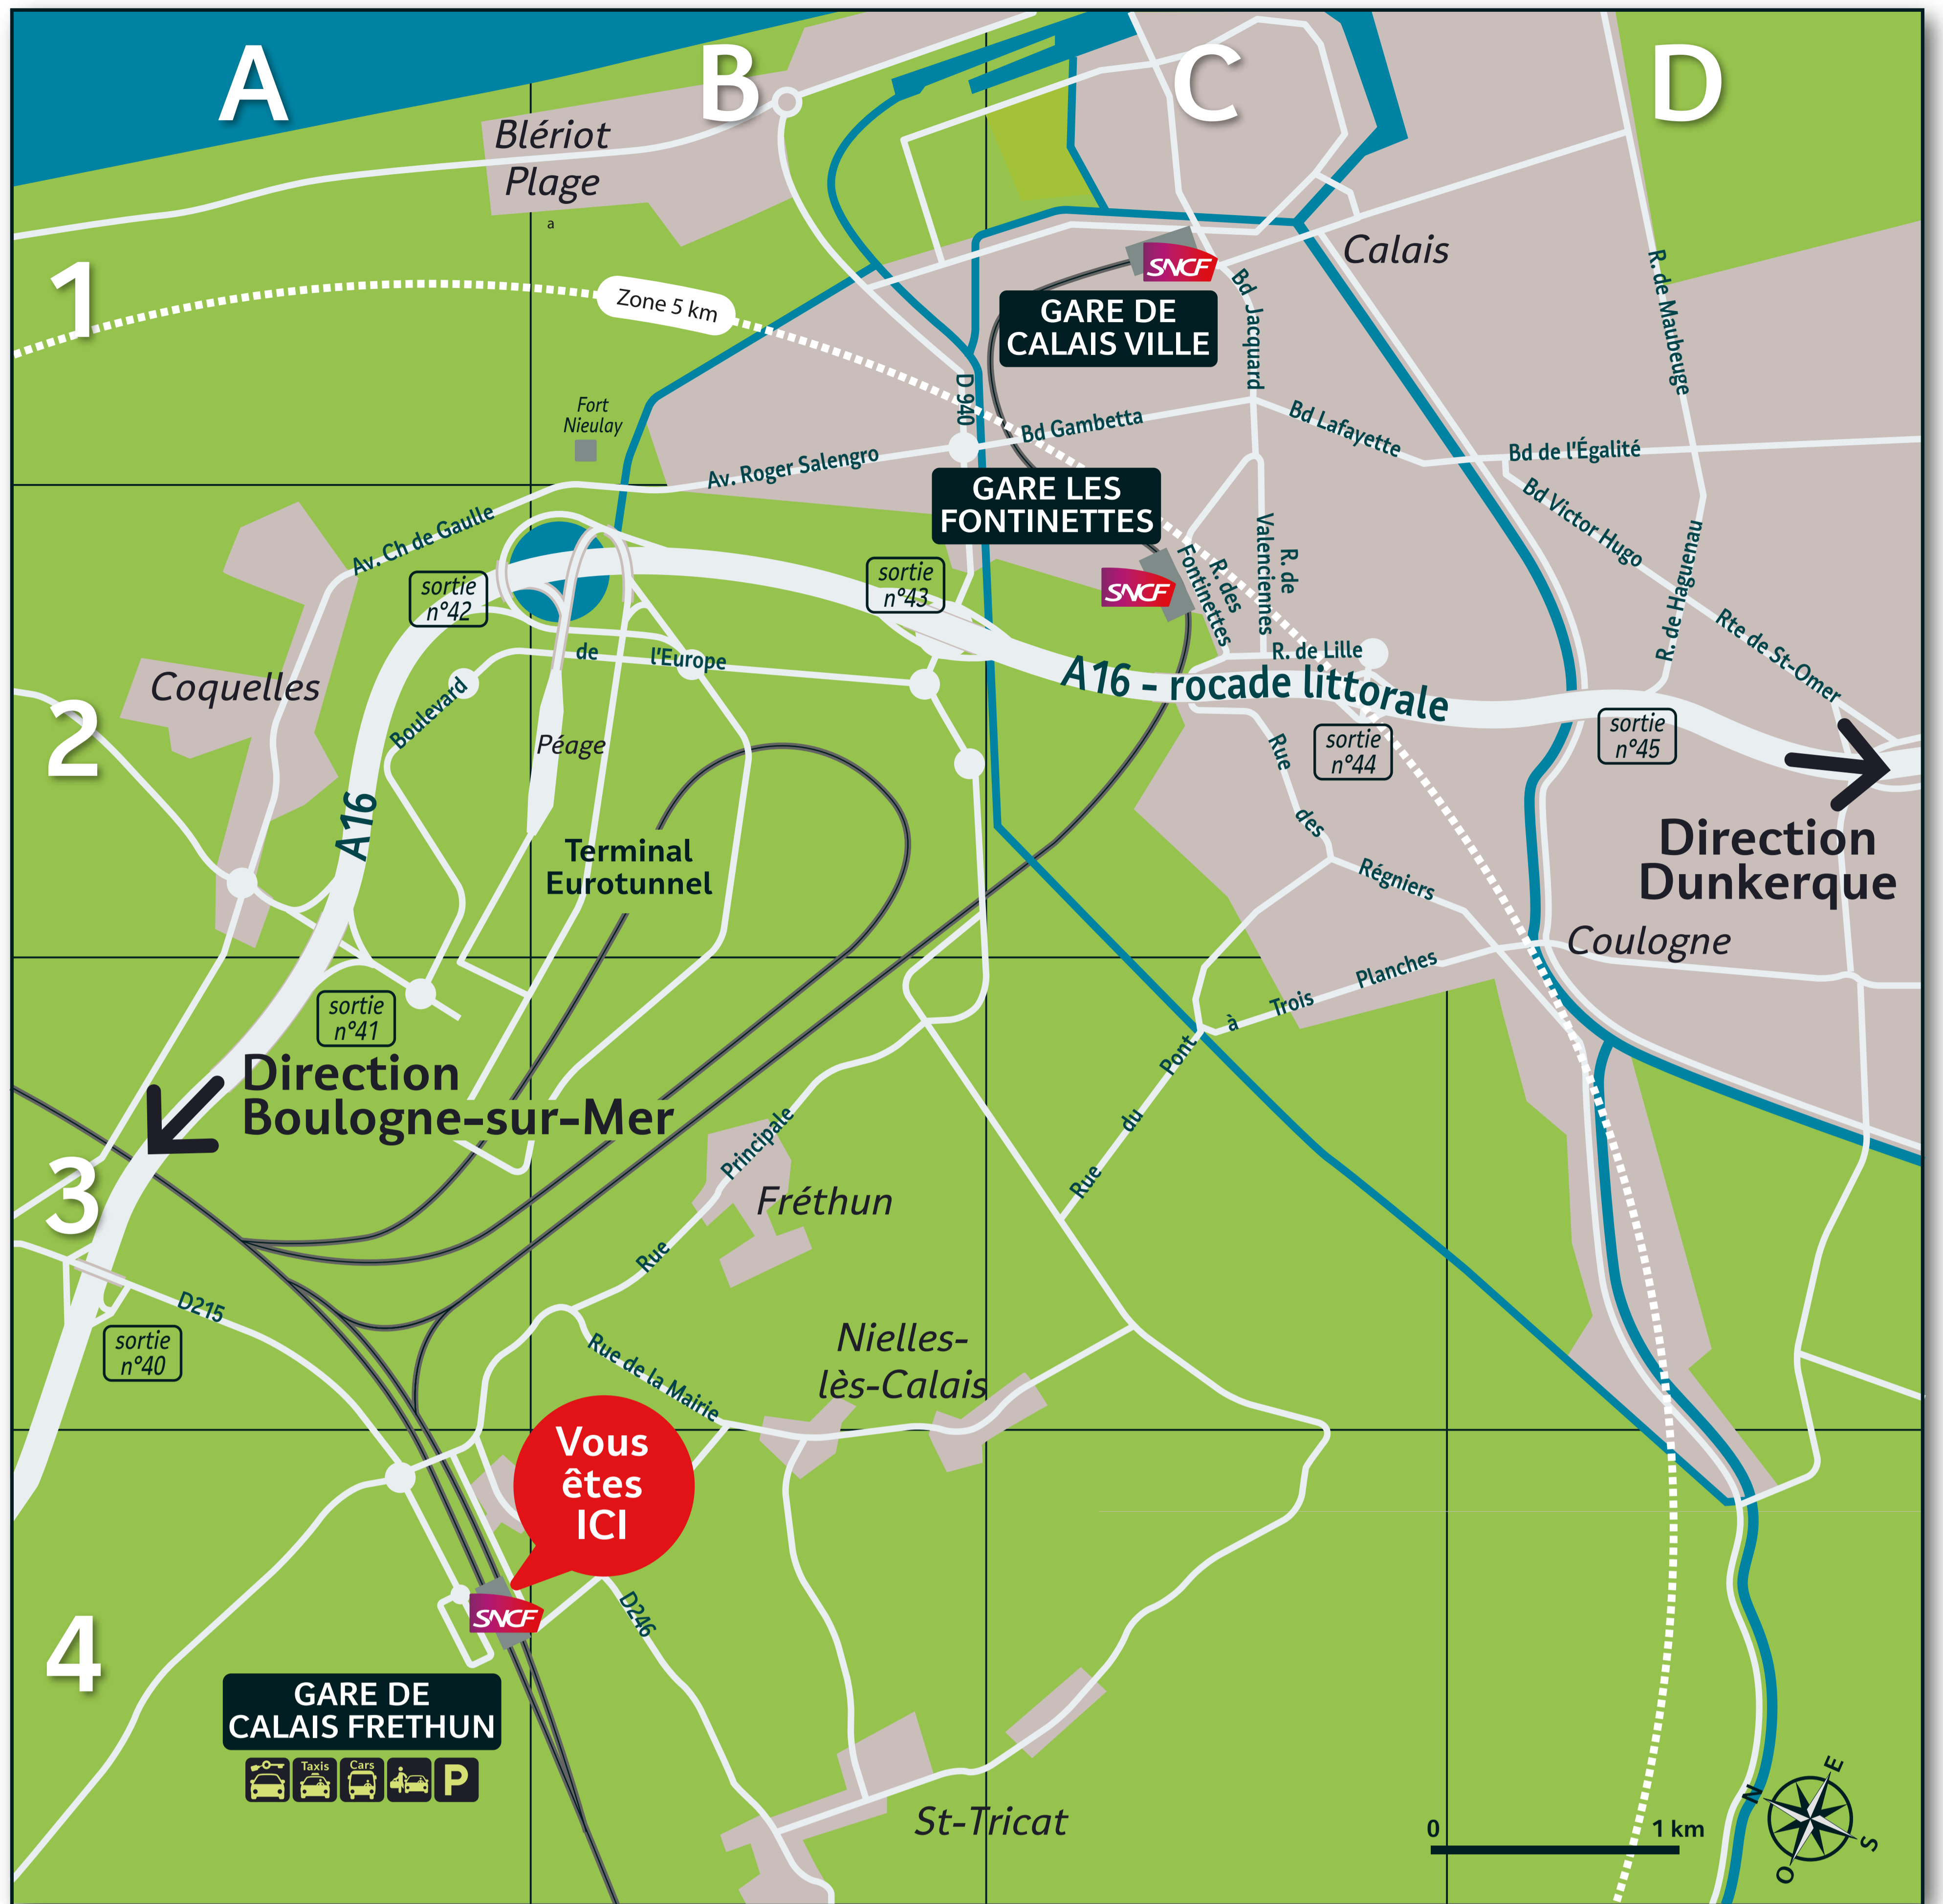 A
B
C
D
1
2
3
4
Blériot
Plage
a
Zone 5 km
SNCF
GARE DE
CALAIS VILLE
Calais
Bd Jacquard
R. de Maubeuge
D 940
Fort
Nieulay
Av. Roger Salengro
Bd Gambetta
Bd Lafayette
Bd de l'Égalité
Bd Victor Hugo
GARE LES
FONTINETTES
SNCF
Av. Ch de Gaulle
sortie
n°42
sortie
n°43
R. des
Fontinettes
R. de
Valenciennes
R. de Lille
R. de Haguenau
Rte de St-Omer
Coquelles
Boulevard
de
l'Europe
A16 - rocade littorale
Péage
sortie
n°44
sortie
n°45
A16
Terminal
Eurotunnel
Rue
des
Régniers
Direction
Dunkerque
Coulogne
sortie
n°41
Rue
du
Pont
à
Trois
Planches
Direction
Boulogne-sur-Mer
Rue
Principale
Fréthun
D215
sortie
n°40
Rue de la Mairie
Nielles-
lès-Calais
Vous
êtes
ICI
SNCF
D246
GARE DE
CALAIS FRETHUN
Taxis
Cars
P
St-Tricat
0
1 km
N
E
S
O